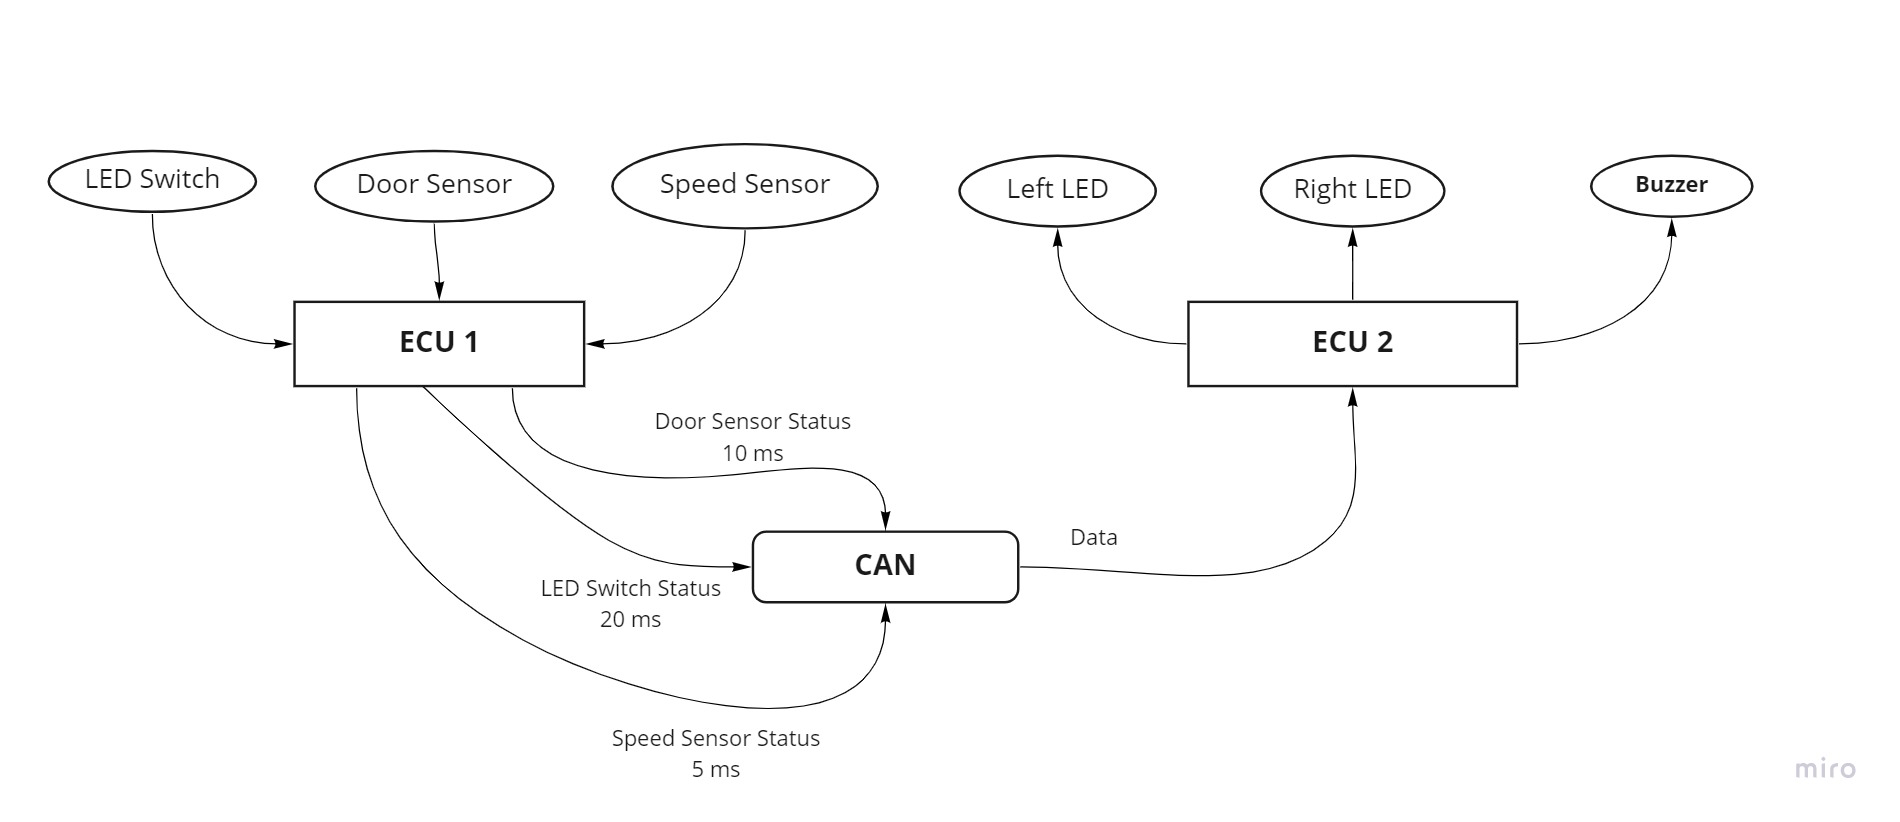 LED Switch
Door Sensor
Speed Sensor
Left LED
Right LED
Buzzer
ECU 1
ECU 2
Door Sensor Status
10 ms
Data
CAN
LED Switch Status
20 ms
Speed Sensor Status
5 ms
miro